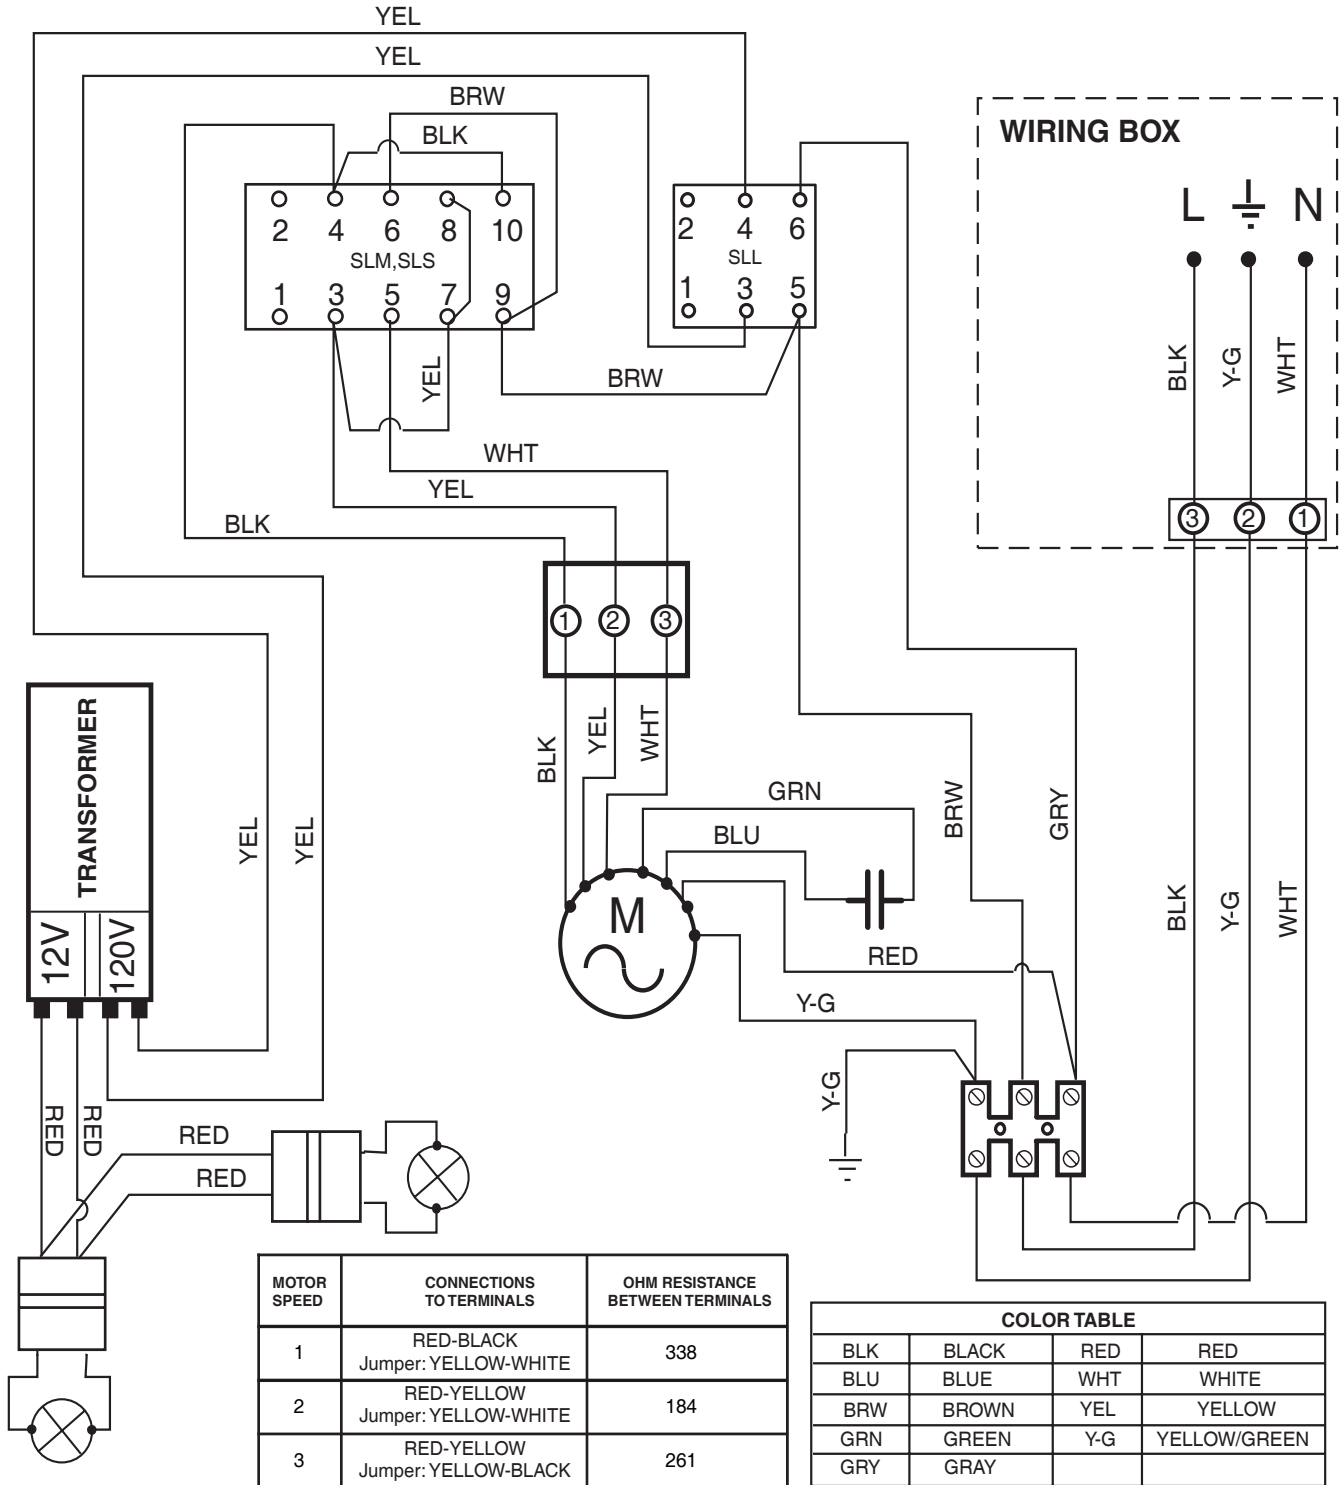 YEL
YEL
BRW
BLK
WIRING BOX
L N
2 4 6 8 10
SLM,SLS
1 3 5 7 9
2 4 6
SLL
1 3 5
BLK
Y-G
WHT
YEL
BRW
WHT
YEL
BLK
3 2 1
1 2 3
BLK
YEL
WHT
TRANSFORMER
12V
120V
YEL
YEL
GRN
BLU
BRW
GRY
M
RED
BLK
Y-G
WHT
Y-G
Y-G
RED
RED
RED
RED
MOTOR SPEED
CONNECTIONS TO TERMINALS
OHM RESISTANCE BETWEEN TERMINALS
1
RED-BLACK
Jumper: YELLOW-WHITE
338
2
RED-YELLOW
Jumper: YELLOW-WHITE
184
3
RED-YELLOW
Jumper: YELLOW-BLACK
261
COLOR TABLE
BLK BLACK RED RED
BLU BLUE WHT WHITE
BRW BROWN YEL YELLOW
GRN GREEN Y-G YELLOW/GREEN
GRY GRAY